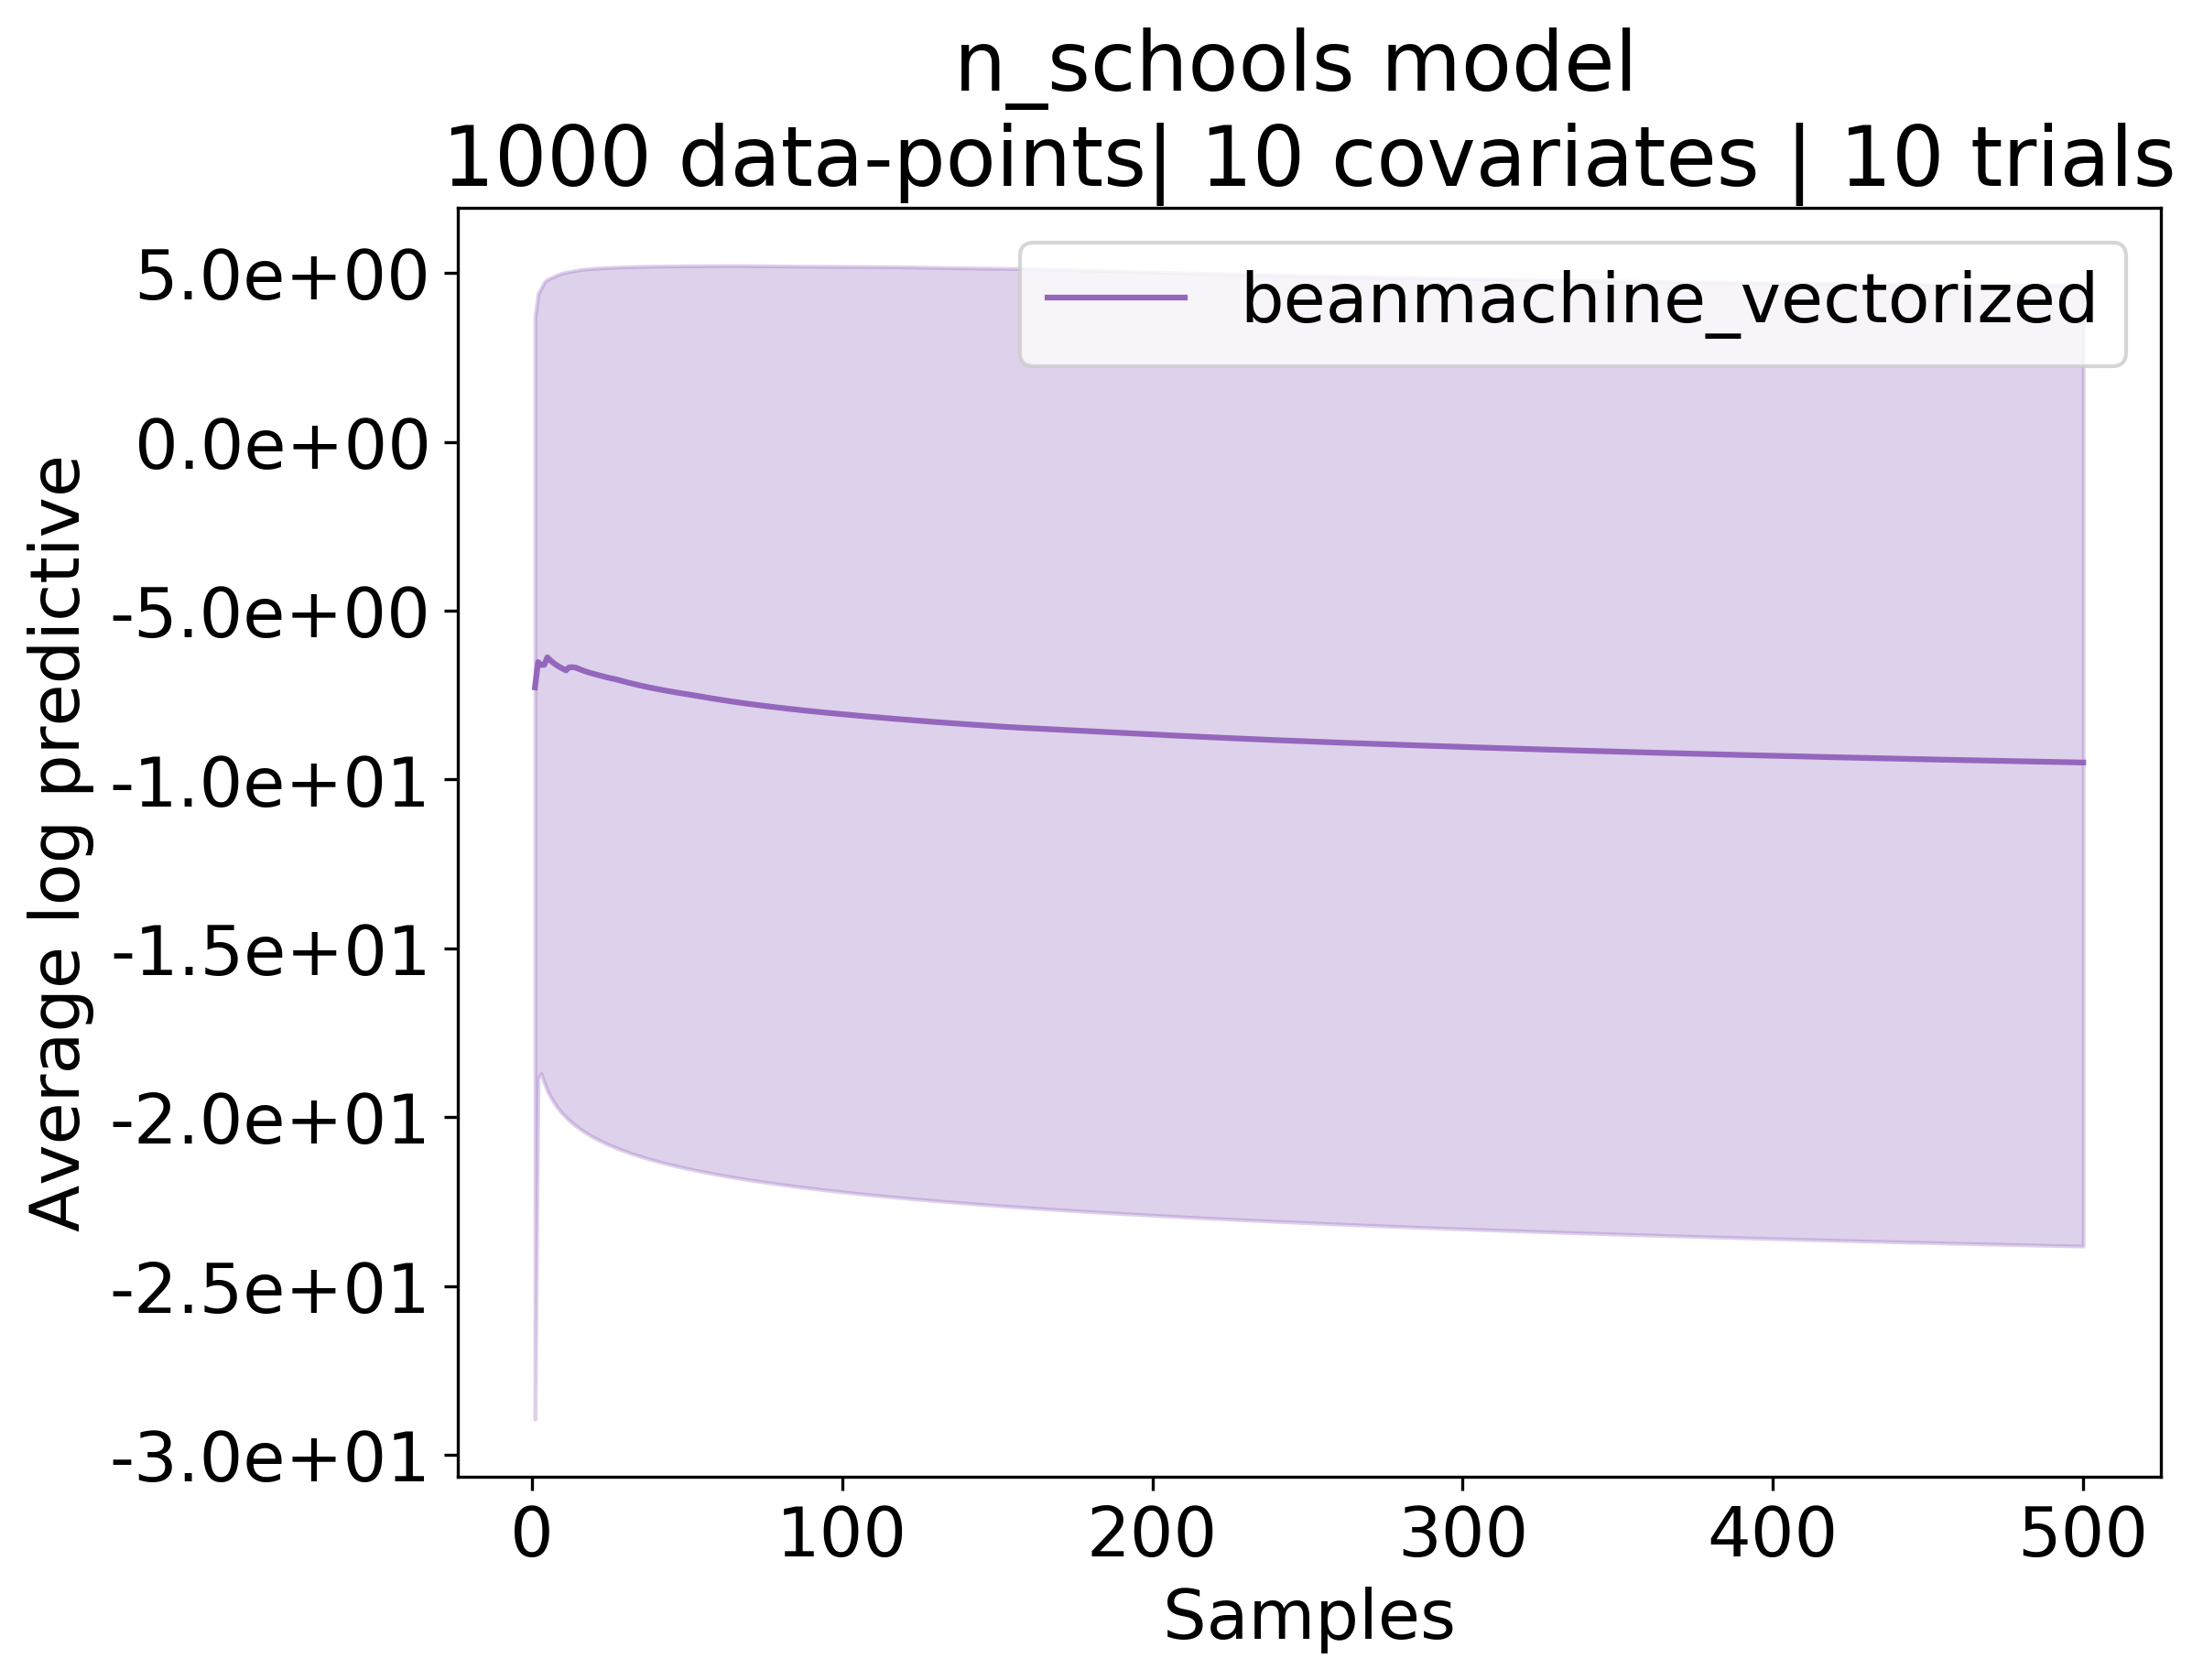 n_schools model
1000 data-points| 10 covariates | 10 trials
beanmachine_vectorized
Average log predictive
5.0e+00
0.0e+00
-5.0e+00
-1.0e+01
-1.5e+01
-2.0e+01
-2.5e+01
-3.0e+01
0 100 200 300 400 500
Samples